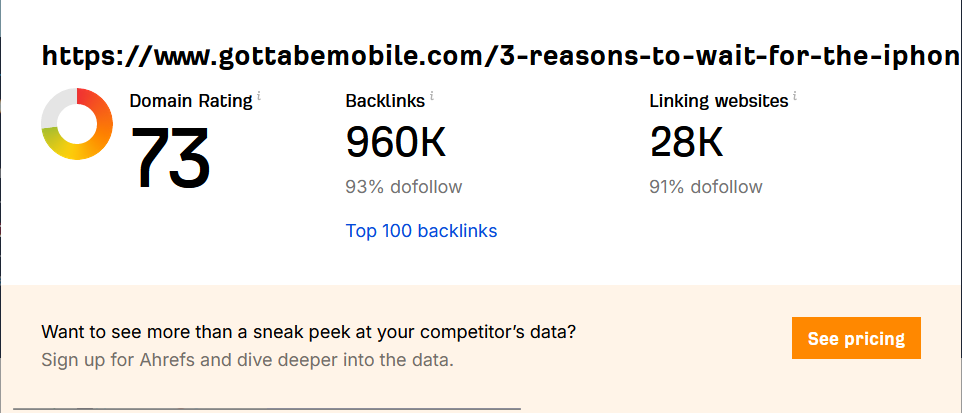 https://www.gottabemobile.com/3-reasons-to-wait-for-the-iphon
Domain Rating i
Backlinks i
Linking websites i
73
960K
28K
93% dofollow
91% dofollow
Top 100 backlinks
Want to see more than a sneak peek at your competitor’s data?
Sign up for Ahrefs and dive deeper into the data.
See pricing